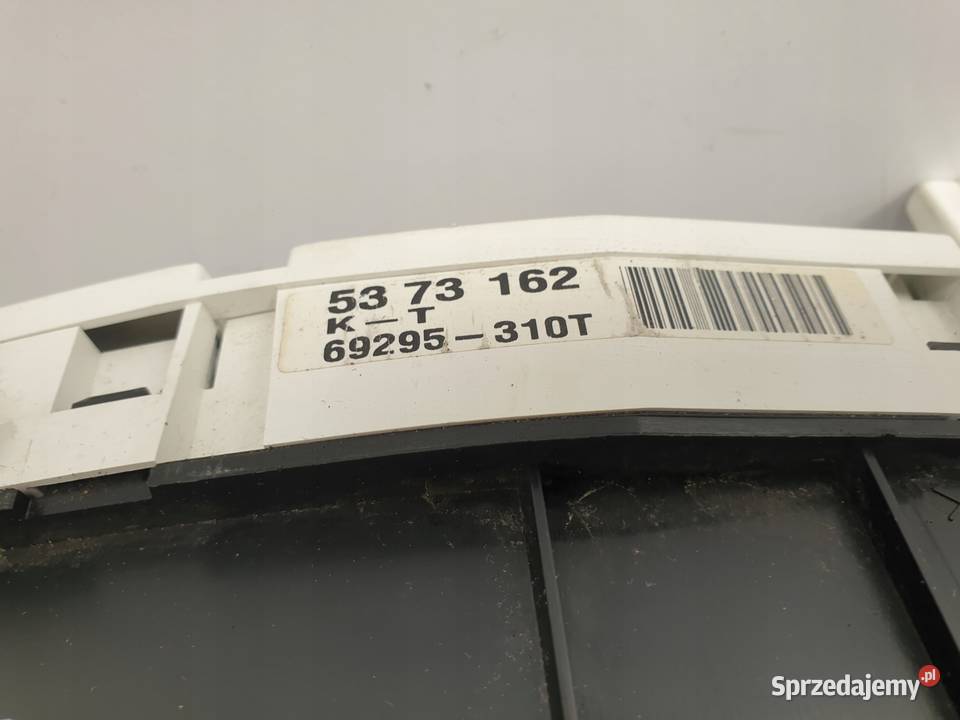 53 73 162
K-T
69295-310T
Sprzedajemy.pl